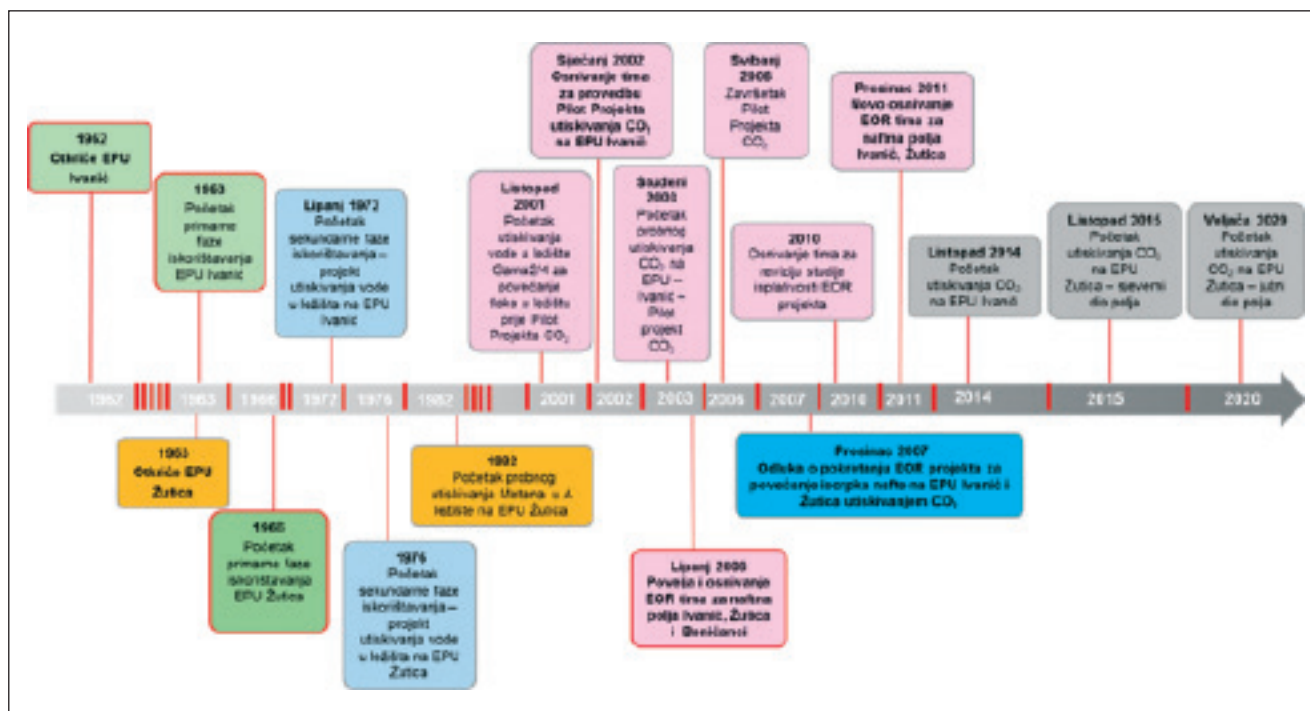 Siječanj 2002
Osnivanje tima
za provedbu
Pilot Projekta
utiskivanja CO₂
na EPU Ivanić
Svibanj
2006
Završetak
Pilot
Projekta
CO₂
Prosinac 2011
Novo osnivanje
EOR tima za
naftna polja
Ivanić, Žutica
1962
Otkriće EPU
Ivanić
1963
Početak
primarne
faze
iskorištavanja
EPU Ivanić
Lipanj 1972
Početak
sekundarne faze
iskorištavanja –
projekt
utiskivanja vode
u ležišta na EPU
Ivanić
Listopad
2001
Početak
utiskivanja
vode u ležište
za
povećanje
tlaka u ležištu
prije Pilot
Projekta CO₂
Studeni
2003
Početak
probnog
utiskivanja
CO₂ na
EPU –
Ivanić –
Pilot
projekt
CO₂
2010
Osnivanje tima za
reviziju studije
isplativosti EOR
projekta
Listopad 2014
Početak
utiskivanja CO₂
na EPU Ivanić
Listopad 2015
Početak
utiskivanja CO₂
na EPU
Žutica – sjeverni
dio polja
Veljača 2020
Početak
utiskivanja
CO₂ na EPU
Žutica – južni
dio polja
1962 1963 1972 1976 1982 2001 2002 2003 2006 2007 2010 2011 2014 2015 2020
1963
Otkriće EPU
Žutica
Početak
primarne faze
iskorištavanja
EPU Žutica
1976
Početak
sekundarne faze
iskorištavanja –
projekt
utiskivanja vode
u ležišta na EPU
Žutica
Početak probnog
utiskivanja
ležište na EPU Žutica
Prosinac 2007
Odluka o pokretanju EOR projekta za
povećanje iscrpka nafte na EPU Ivanić i
Žutica utiskivanjem CO₂
Lipanj
osnivanje
EOR tima za naftna
polja Ivanić, Žutica
i Beničanci